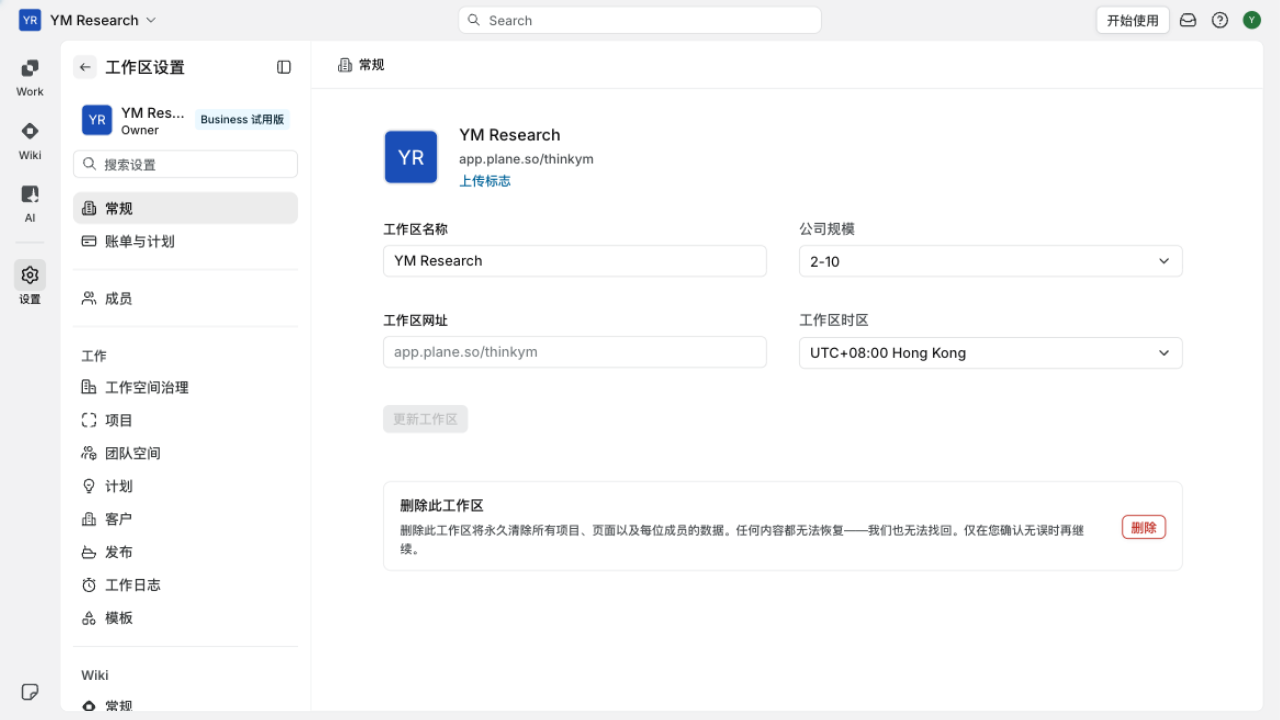 YR YM Research
Search
开始使用
Y
Work
Wiki
AI
设置
工作区设置
YR
YM Res...
Owner
Business 试用版
搜索设置
常规
账单与计划
成员
工作
工作空间治理
项目
团队空间
计划
客户
发布
工作日志
模板
Wiki
常规
常规
YR
YM Research
app.plane.so/thinkym
上传标志
工作区名称
YM Research
公司规模
2-10
工作区网址
app.plane.so/thinkym
工作区时区
UTC+08:00 Hong Kong
更新工作区
删除此工作区
删除此工作区将永久清除所有项目、页面以及每位成员的数据。任何内容都无法恢复——我们也无法找回。仅在您确认无误时再继
续。
删除